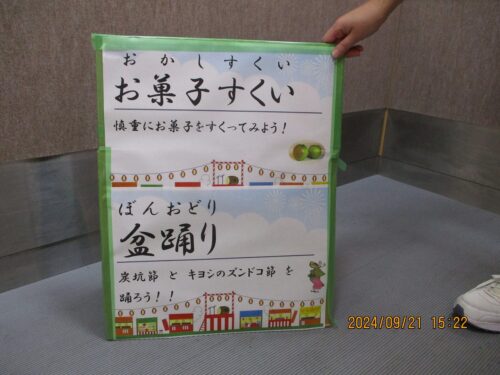 おかしすくい
お菓子すくい
慎重にお菓子をすくってみよう!
ぼんおどり
盆踊り
炭坑節 と キヨシのズンドコ節 を
踊ろう!!
2024/09/21 15:22